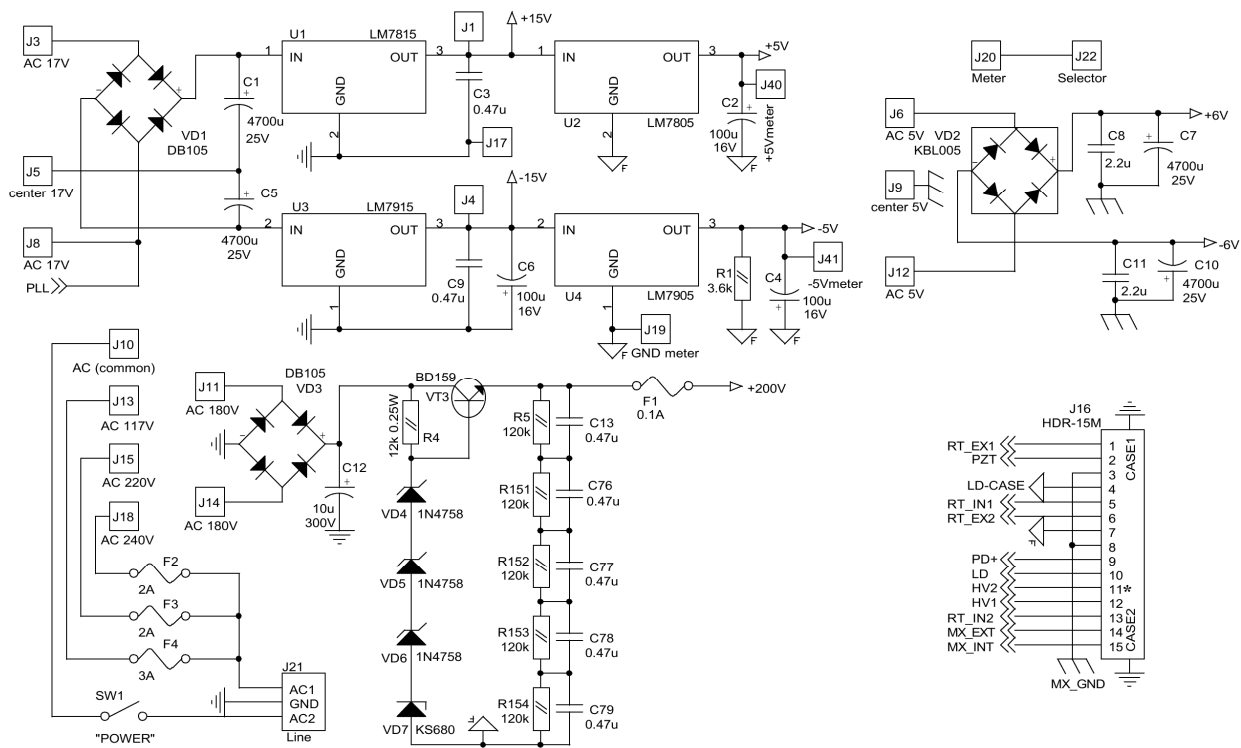 J3
AC 17V
VD1
DB105
J5
center 17V
J8
AC 17V
PLL
C1
4700u
25V
C5
4700u
25V
U1 LM7815
1 IN OUT 3
GND
2
J1
+15V
C3
0.47u
J17
1 IN OUT 3
GND
2
U2 LM7805
+5V
J40
+5Vmeter
C2
100u
16V
F
F
U3 LM7915
2 IN OUT 3
GND
1
J4
-15V
C9
0.47u
C6
100u
16V
2 IN OUT 3
GND
1
U4 LM7905
J19
F GND meter
-5V
J41
-5Vmeter
R1
3.6k
C4
100u
16V
F
F
J20
Meter
J22
Selector
J6
AC 5V
VD2
KBL005
J9
center 5V
J12
AC 5V
+6V
C8
2.2u
C7
4700u
25V
-6V
C11
2.2u
C10
4700u
25V
J10
AC (common)
J13
AC 117V
J15
AC 220V
J18
AC 240V
F2
2A
F3
2A
F4
3A
SW1
"POWER"
J21
AC1
GND
AC2
Line
J11
AC 180V
DB105
VD3
J14
AC 180V
C12
10u
300V
12k 0.25W
R4
BD159
VT3
VD4 1N4758
VD5 1N4758
VD6 1N4758
VD7 KS680
F
R5
120k
C13
0.47u
R151
120k
C76
0.47u
R152
120k
C77
0.47u
R153
120k
C78
0.47u
R154
120k
C79
0.47u
F1
0.1A
+200V
J16
HDR-15M
CASE1
RT_EX1 1
PZT 2
3
LD-CASE 4
RT_IN1 5
RT_EX2 6
F 7
8
PD+ 9
LD 10
HV2 11*
HV1 12
RT_IN2 13
MX_EXT 14
MX_INT 15
CASE2
MX_GND